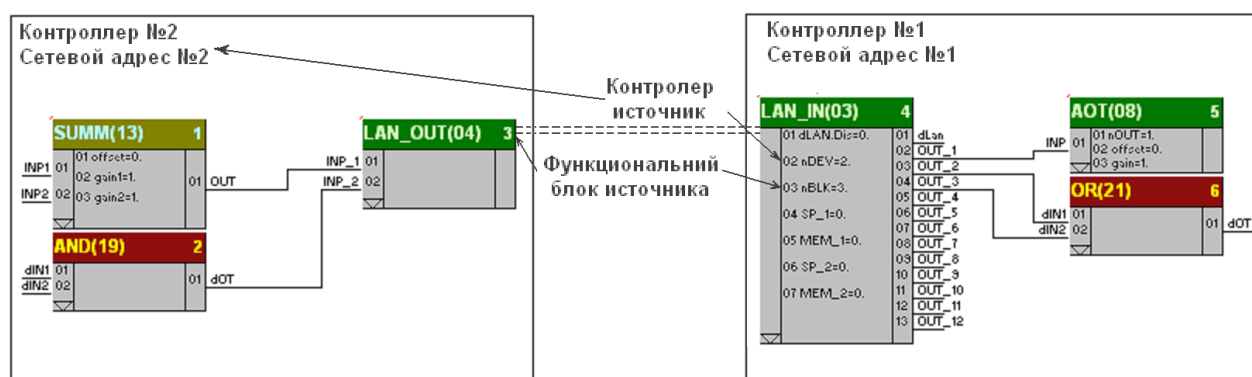 Контроллер №2
Сетевой адрес №2
SUMM(13) 1
INP1 01
INP2 02
01 offset=0.
02 gain1=1.
03 gain2=1.
01 OUT
AND(19) 2
dIN1 01
dIN2 02
01 dOT
LAN_OUT(04) 3
INP_1 01
INP_2 02
Контролер
источник
Функциональний
блок источника
Контроллер №1
Сетевой адрес №1
LAN_IN(03) 4
01 dLAN.Dis=0.
02 nDEV=2.
03 nBLK=3.
04 SP_1=0.
05 MEM_1=0.
06 SP_2=0.
07 MEM_2=0.
01 dLan
02 OUT_1
03 OUT_2
04 OUT_3
05 OUT_4
06 OUT_5
07 OUT_6
08 OUT_7
09 OUT_8
10 OUT_9
11 OUT_10
12 OUT_11
13 OUT_12
AOT(08) 5
INP 01
01 nOUT=1.
02 offset=0.
03 gain=1.
OR(21) 6
dIN1 01
dIN2 02
01 dOT